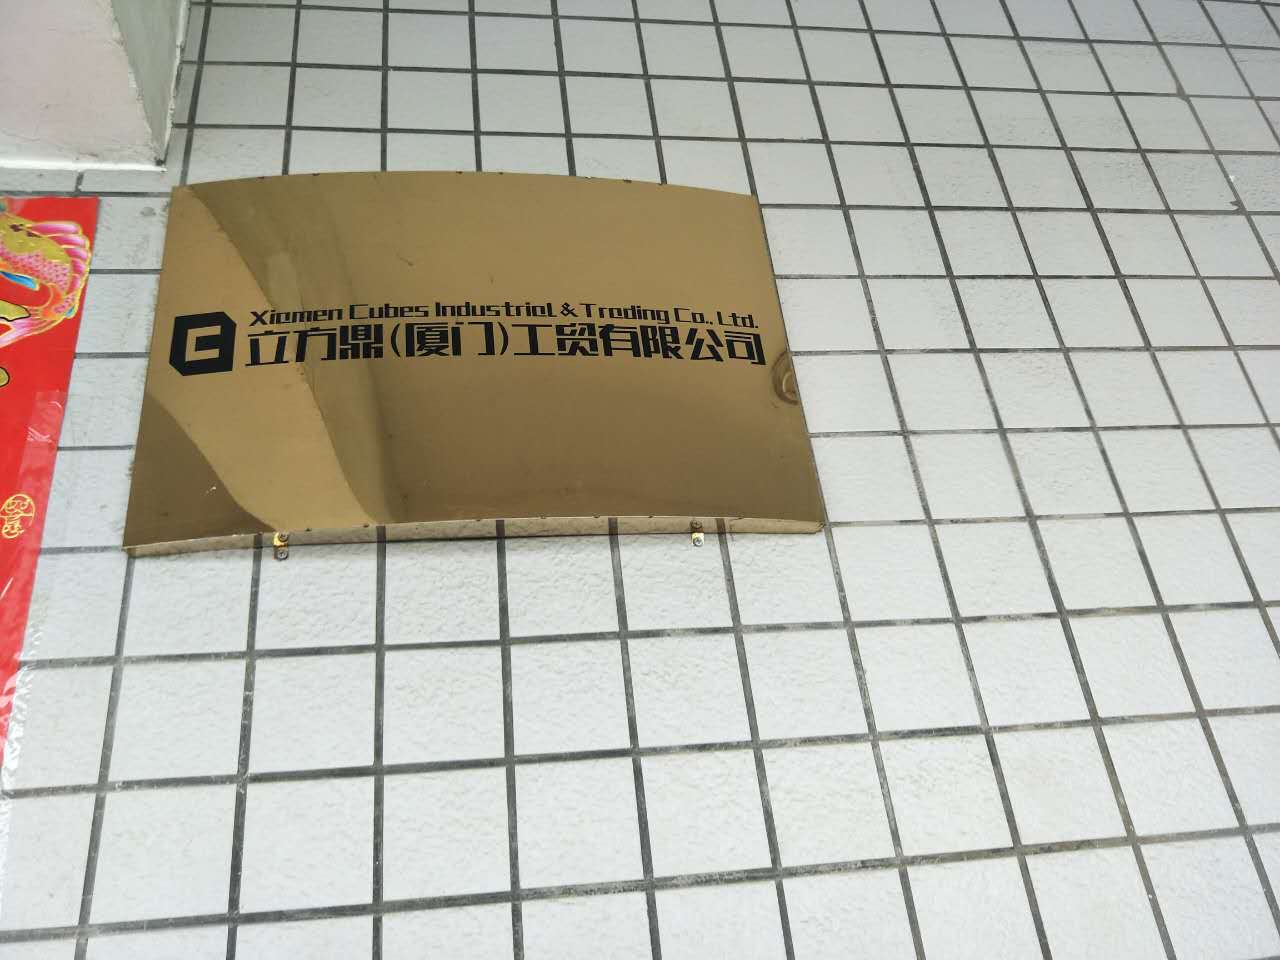 Xiamen Cubes Industrial & Trading Co., Ltd.
立方鼎(厦门)工贸有限公司